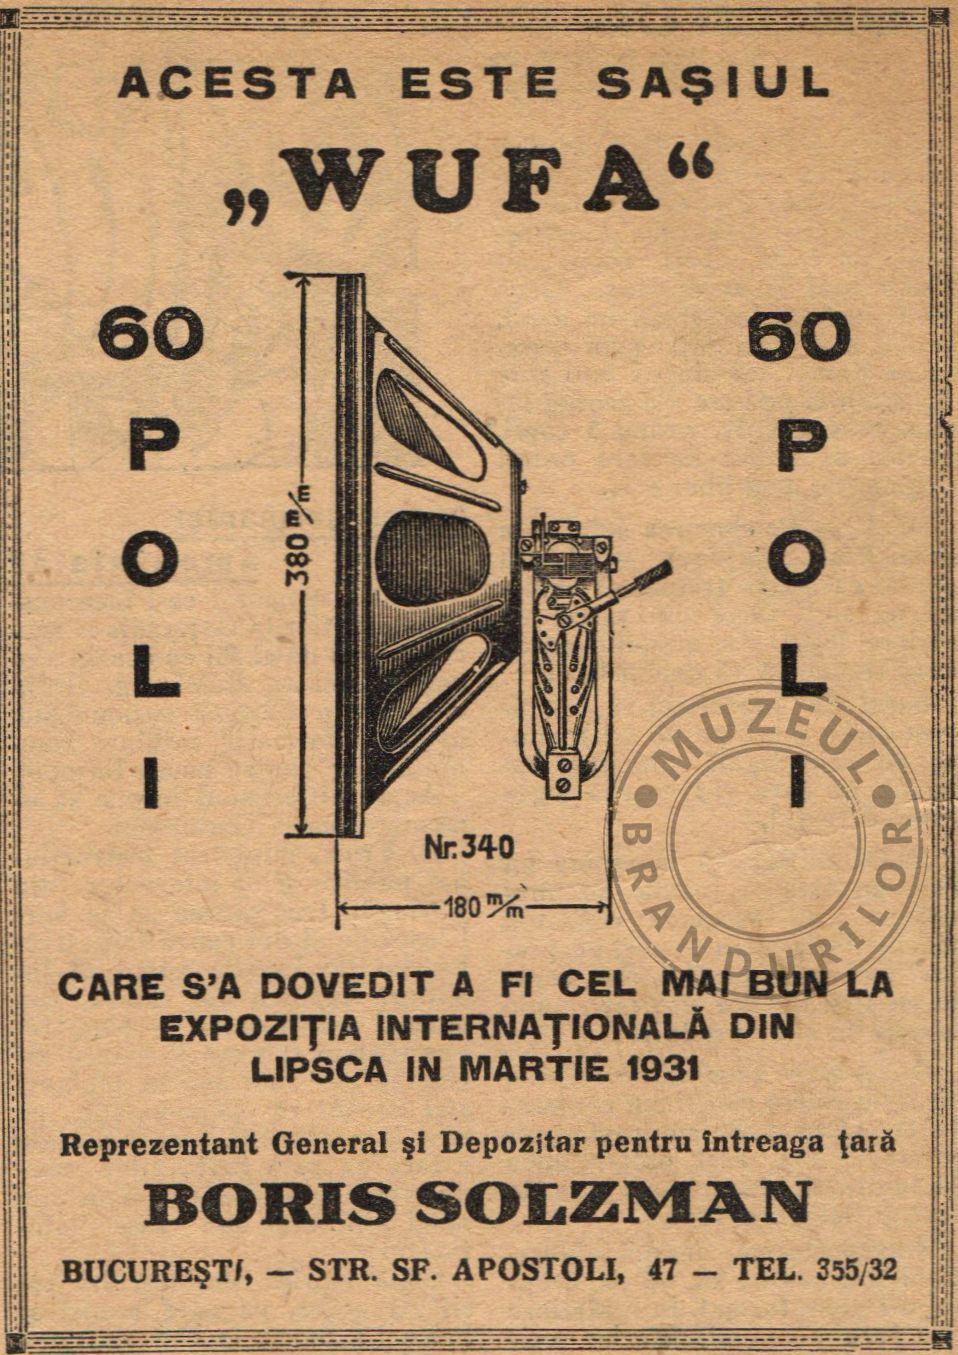 ACESTA ESTE SAȘIUL
„WUFA“
60 POLI
60 POLI
380 m/m
Nr. 340
180 m/m
MUZEUL BRANDURILOR
CARE S'A DOVEDIT A FI CEL MAI BUN LA
EXPOZIȚIA INTERNAȚIONALĂ DIN
LIPSCA IN MARTIE 1931
Reprezentant General și Depozitar pentru întreaga țară
BORIS SOLZMAN
BUCUREȘTI, — STR. SF. APOSTOLI, 47 — TEL. 355/32